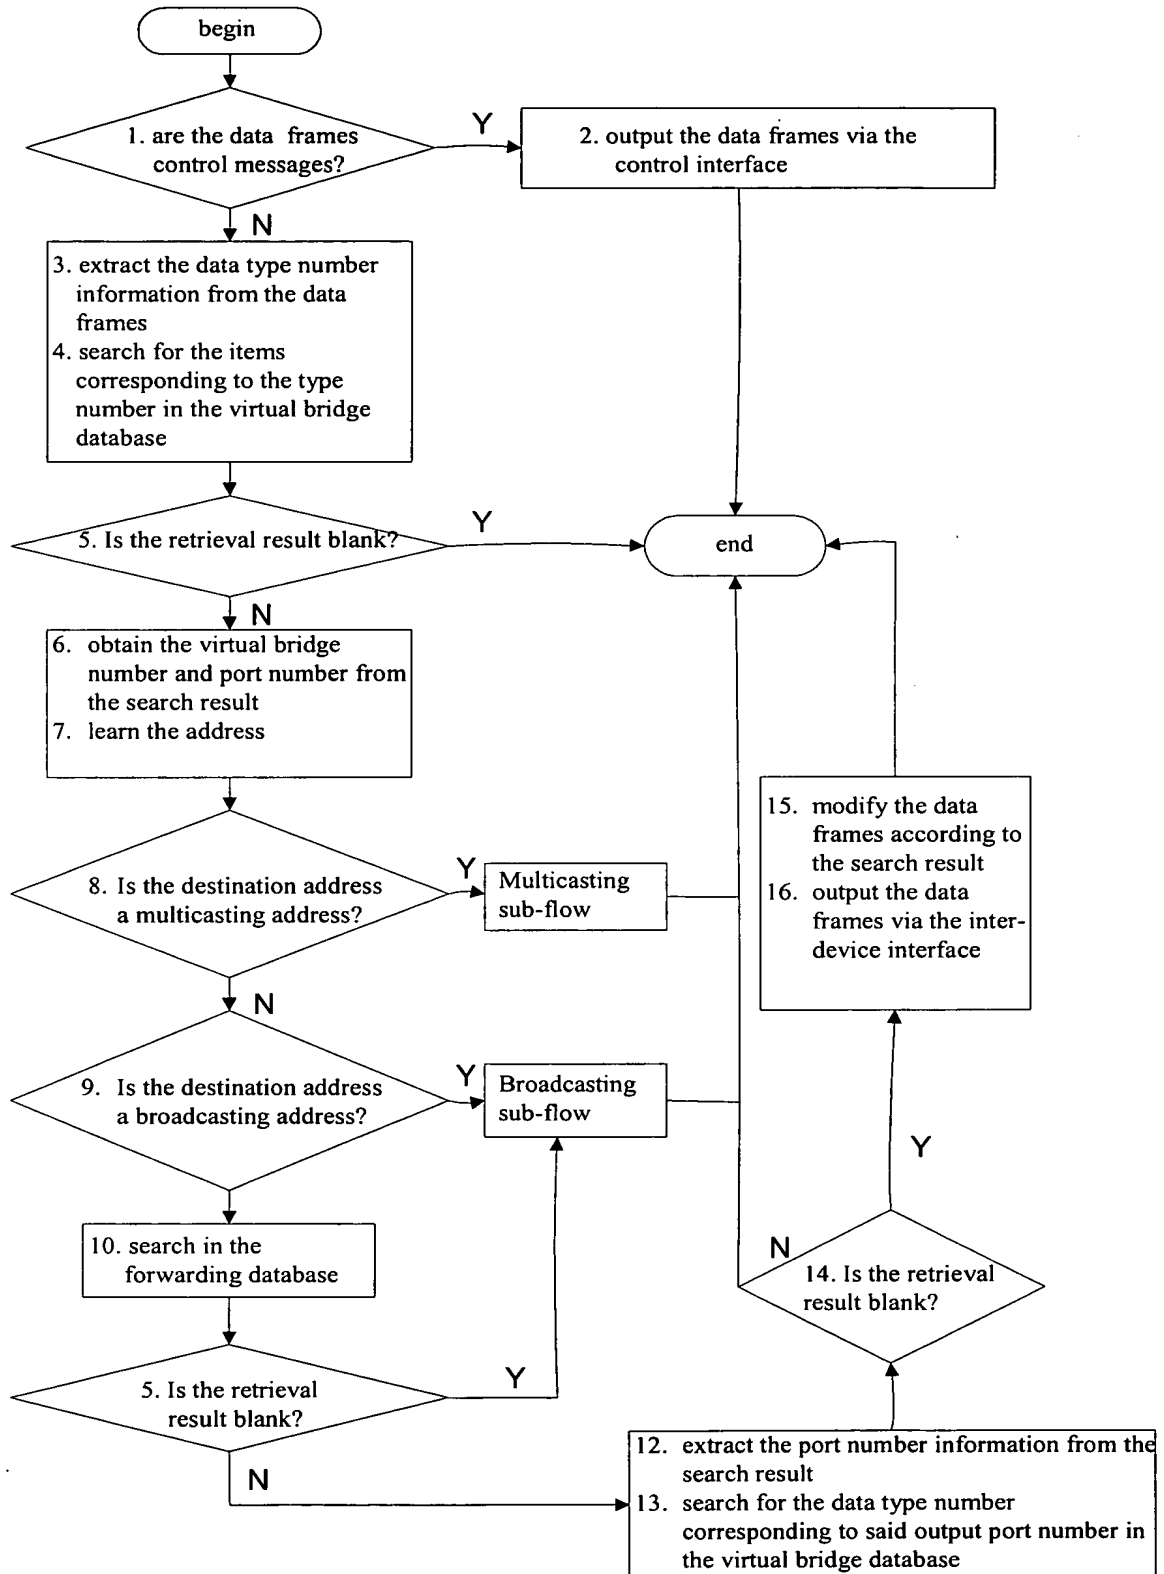 begin
1. are the data frames
control messages?
Y
2. output the data frames via the
control interface
N
3. extract the data type number
information from the data
frames
4. search for the items
corresponding to the type
number in the virtual bridge
database
5. Is the retrieval result blank?
Y
end
N
6. obtain the virtual bridge
number and port number from
the search result
7. learn the address
8. Is the destination address
a multicasting address?
Y
Multicasting
sub-flow
15. modify the data
frames according to
the search result
16. output the data
frames via the inter-
device interface
N
9. Is the destination address
a broadcasting address?
Y
Broadcasting
sub-flow
Y
10. search in the
forwarding database
N
14. Is the retrieval
result blank?
5. Is the retrieval
result blank?
Y
N
12. extract the port number information from the
search result
13. search for the data type number
corresponding to said output port number in
the virtual bridge database